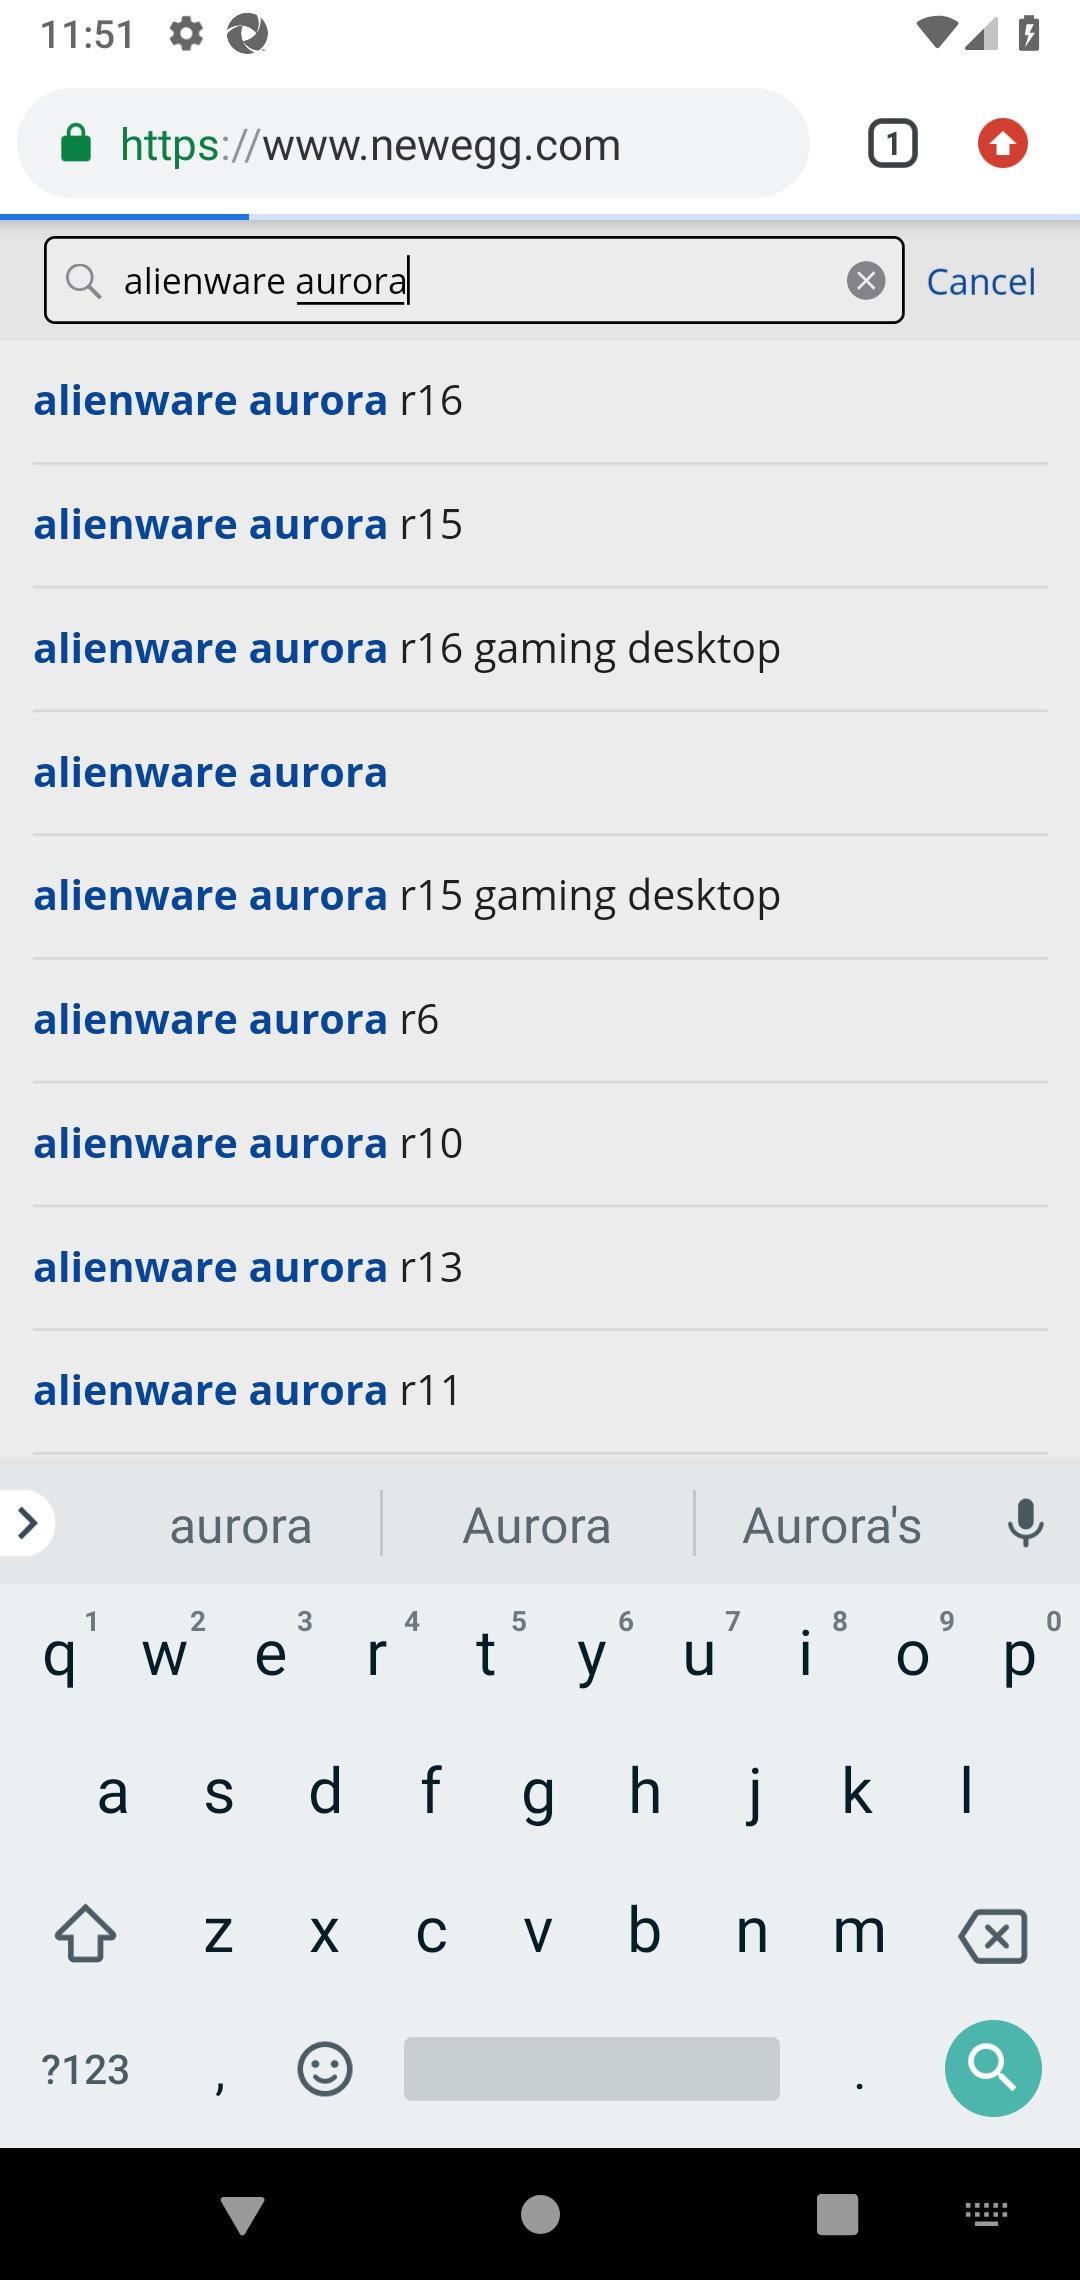 11:51
https://www.newegg.com
1
alienware aurora
Cancel
alienware aurora r16
alienware aurora r15
alienware aurora r16 gaming desktop
alienware aurora
alienware aurora r15 gaming desktop
alienware aurora r6
alienware aurora r10
alienware aurora r13
alienware aurora r11
aurora Aurora Aurora's
1 2 3 4 5 6 7 8 9 0
q w e r t y u i o p
a s d f g h j k l
z x c v b n m
?123 , .